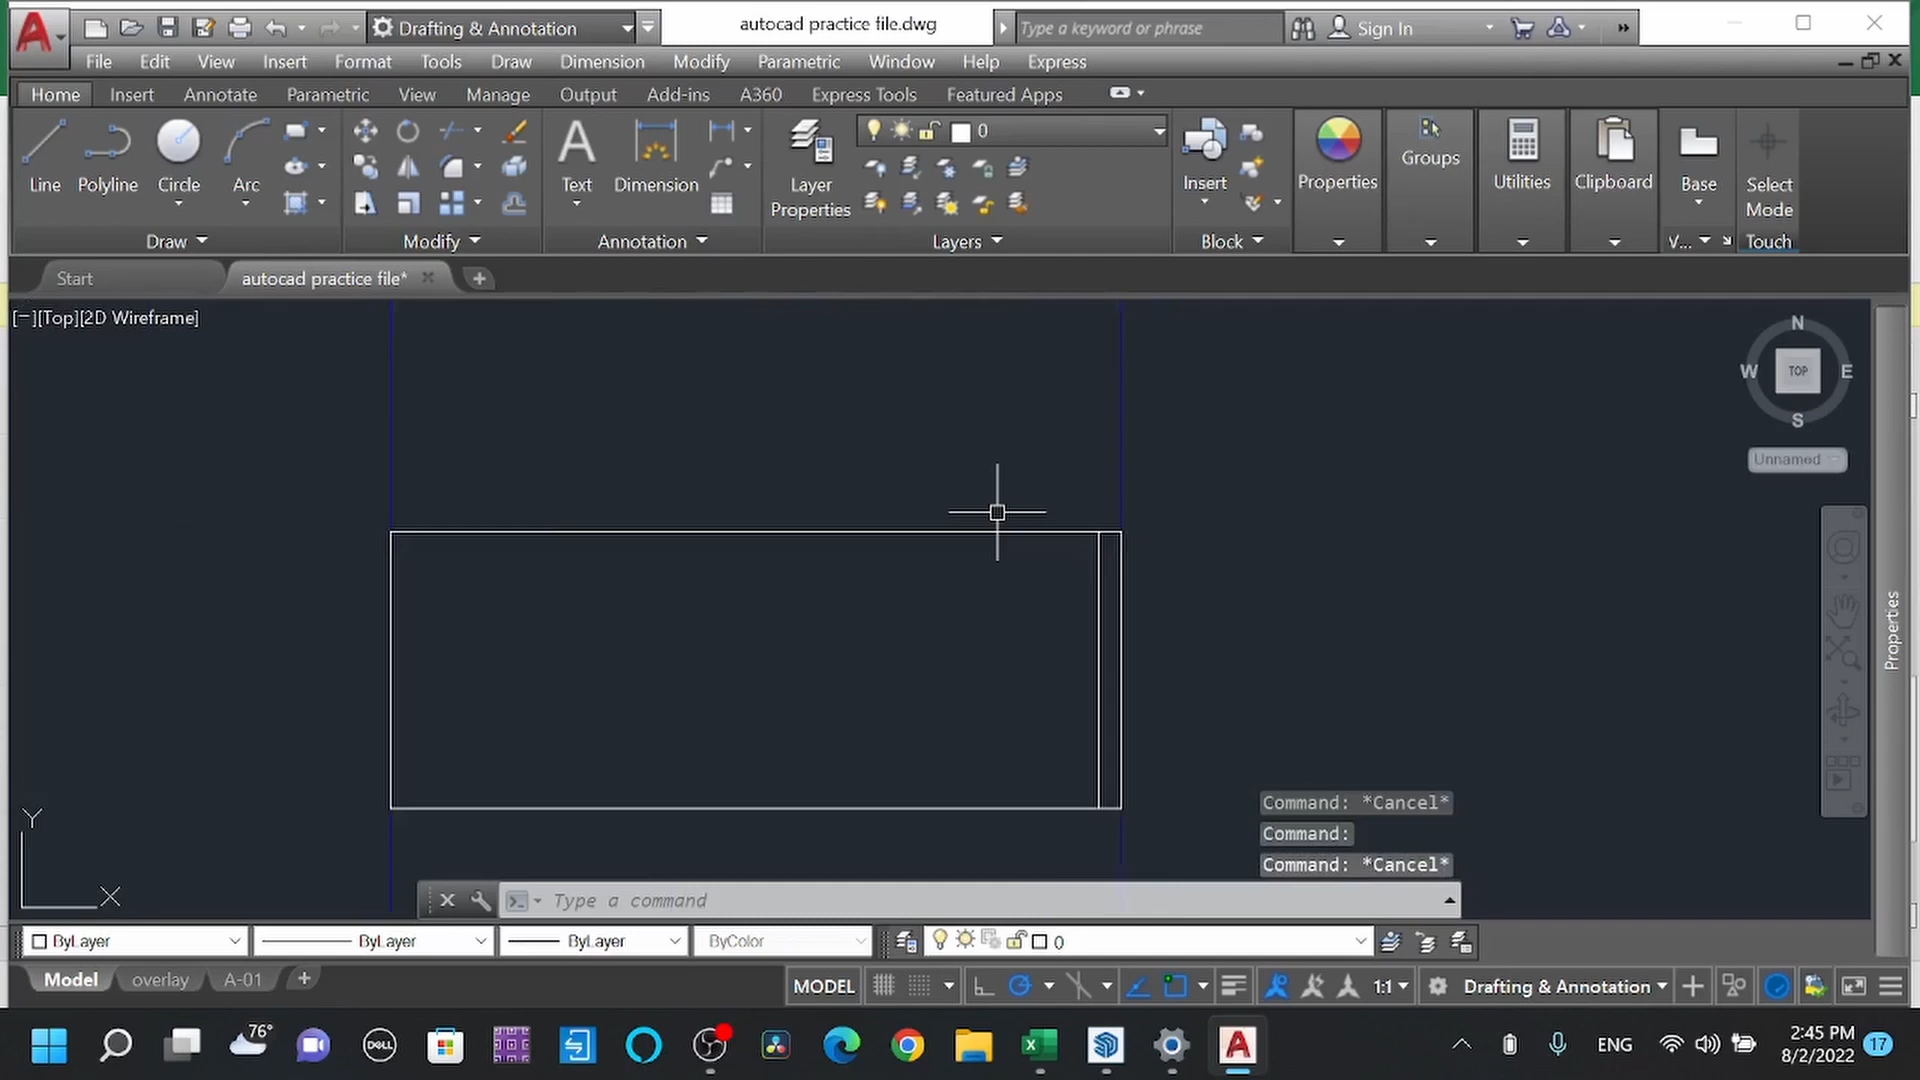 Drafting & Annotation
autocad practice file.dwg
Type a keyword or phrase
Sign In
File Edit View Insert Format Tools Draw Dimension Modify Parametric Window Help Express
Home Insert Annotate Parametric View Manage Output Add-ins A360 Express Tools Featured Apps
0
Line Polyline Circle Arc
Text Dimension
Layer
Properties
Insert
Properties
Groups
Utilities
Clipboard
Base
Select
Mode
Draw Modify Annotation Layers Block V... Touch
Start autocad practice file*
[−][Top][2D Wireframe]
N
W TOP E
S
Unnamed
Properties
Y
X
Command: *Cancel*
Command:
Command: *Cancel*
Type a command
ByLayer ByLayer ByLayer ByColor 0
Model overlay A-01
MODEL 1:1 Drafting & Annotation
76°
DELL
ENG
2:45 PM
8/2/2022
17